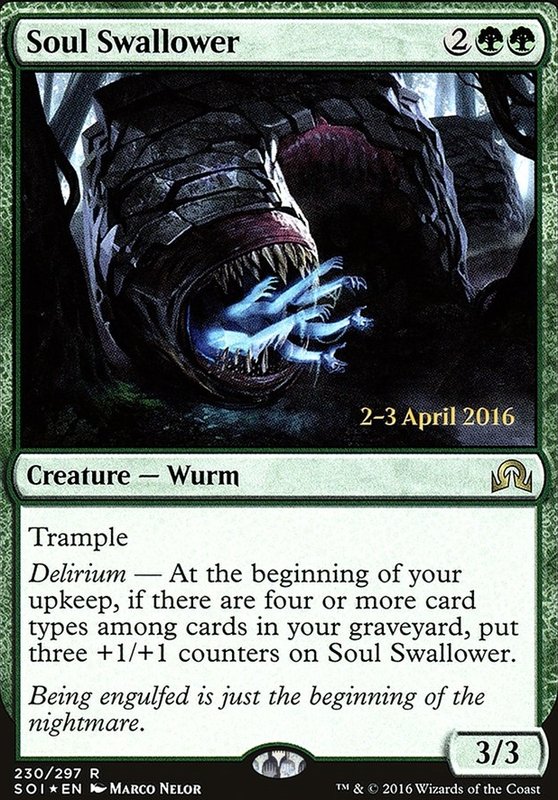 Soul Swallower 2
2-3 April 2016
Creature — Wurm
Trample
Delirium — At the beginning of your
upkeep, if there are four or more card
types among cards in your graveyard, put
three +1/+1 counters on Soul Swallower.
Being engulfed is just the beginning of the
nightmare.
3/3
230/297 R
SOI★EN Marco Nelor
™ & © 2016 Wizards of the Coast